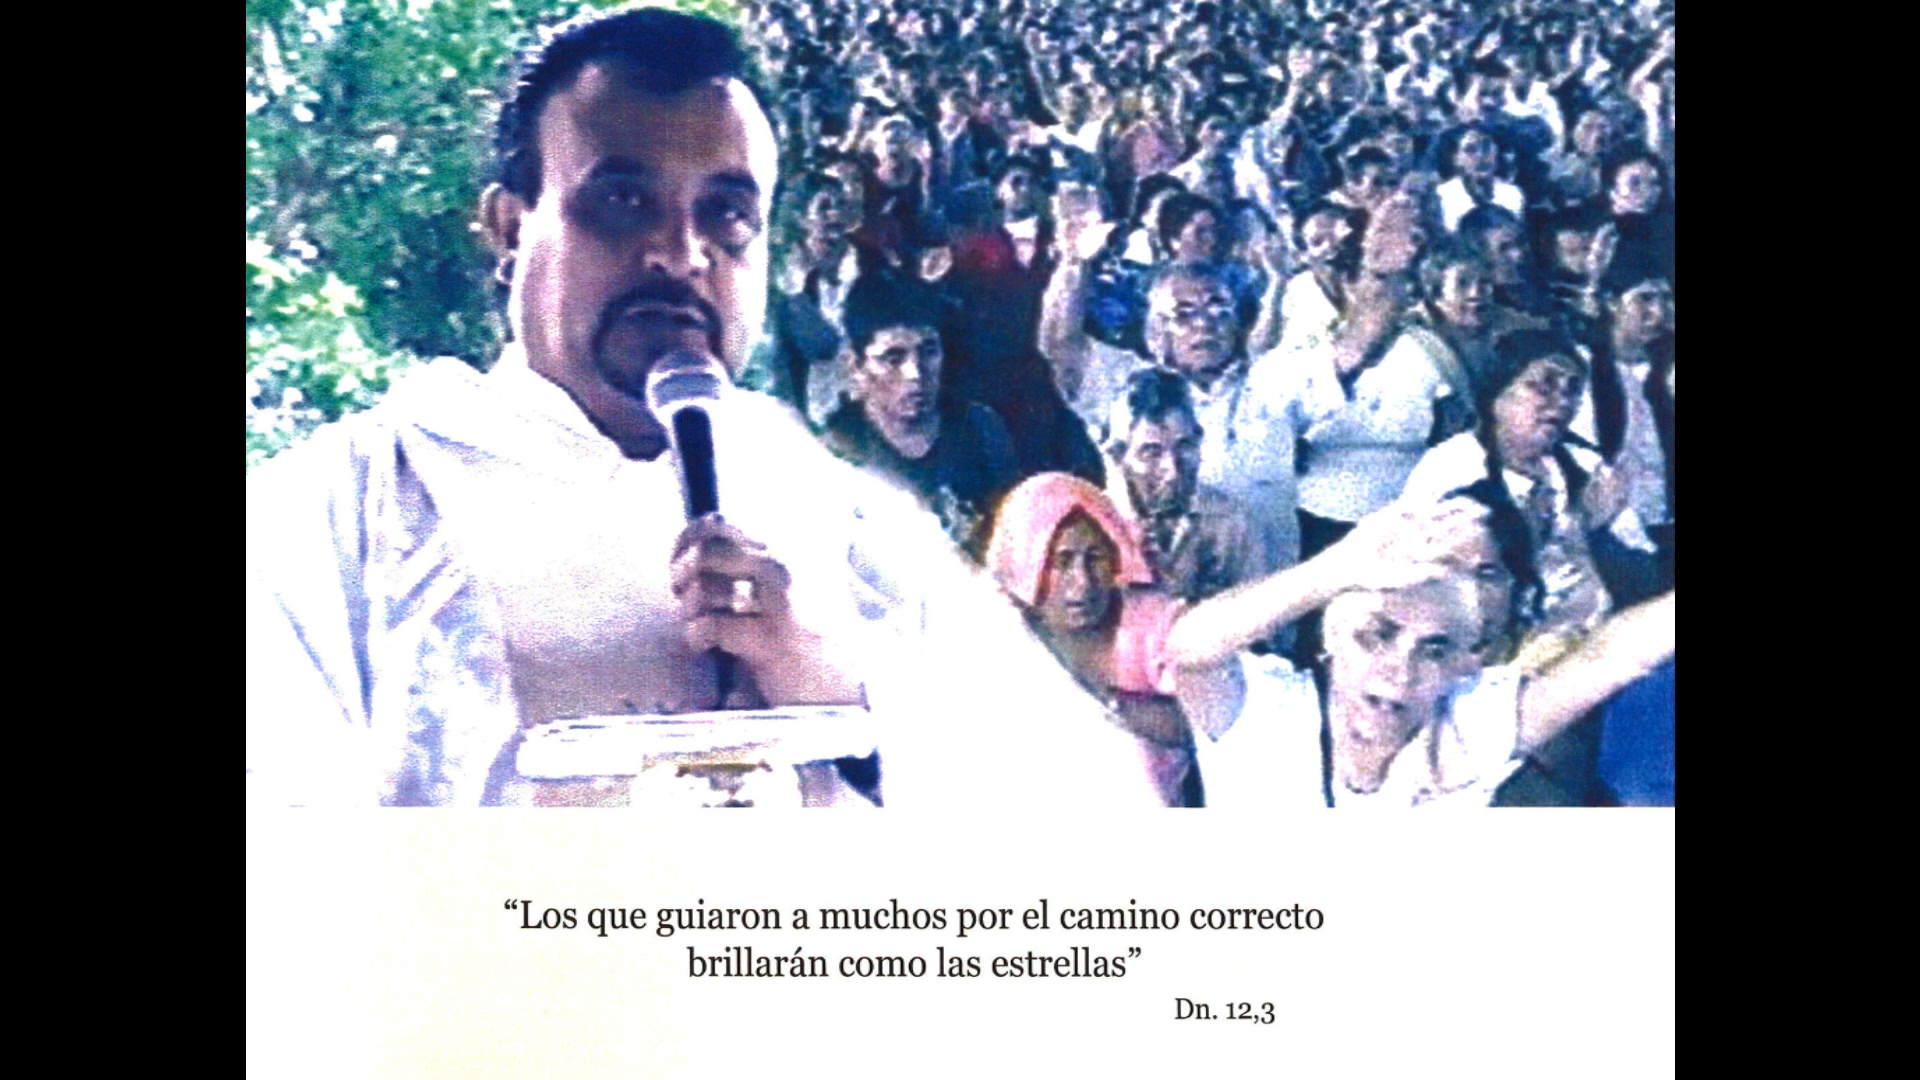 “Los que guiaron a muchos por el camino correcto
brillarán como las estrellas”
Dn. 12,3